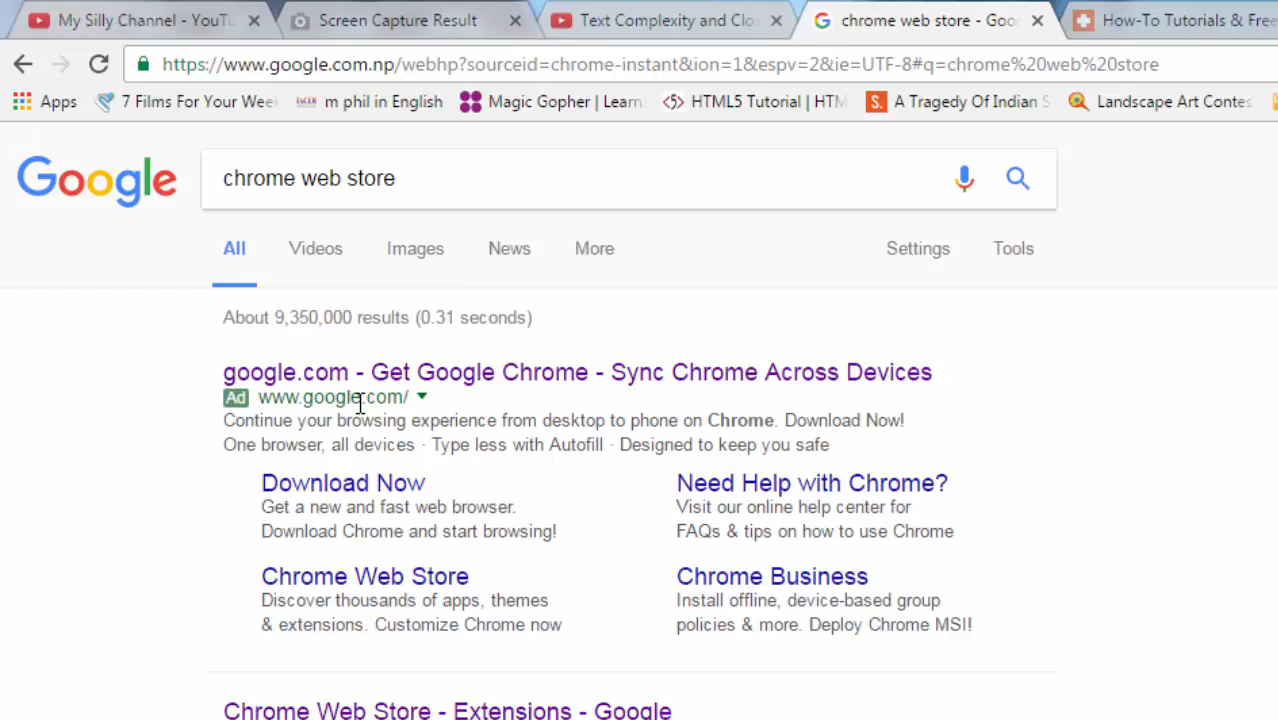 My Silly Channel - YouTu
Screen Capture Result
Text Complexity and Clo
chrome web store - Goo
How-To Tutorials & Free
https://www.google.com.np/webhp?sourceid=chrome-instant&ion=1&espv=2&ie=UTF-8#q=chrome%20web%20store
Apps
7 Films For Your Wee
m phil in English
Magic Gopher | Learn
HTML5 Tutorial | HTM
A Tragedy Of Indian S
Landscape Art Contes
Google
chrome web store
All
Videos
Images
News
More
Settings
Tools
About 9,350,000 results (0.31 seconds)
google.com - Get Google Chrome - Sync Chrome Across Devices
Ad www.google.com/
Continue your browsing experience from desktop to phone on Chrome. Download Now!
One browser, all devices · Type less with Autofill · Designed to keep you safe
Download Now
Get a new and fast web browser.
Download Chrome and start browsing!
Need Help with Chrome?
Visit our online help center for
FAQs & tips on how to use Chrome
Chrome Web Store
Discover thousands of apps, themes
& extensions. Customize Chrome now
Chrome Business
Install offline, device-based group
policies & more. Deploy Chrome MSI!
Chrome Web Store - Extensions - Google